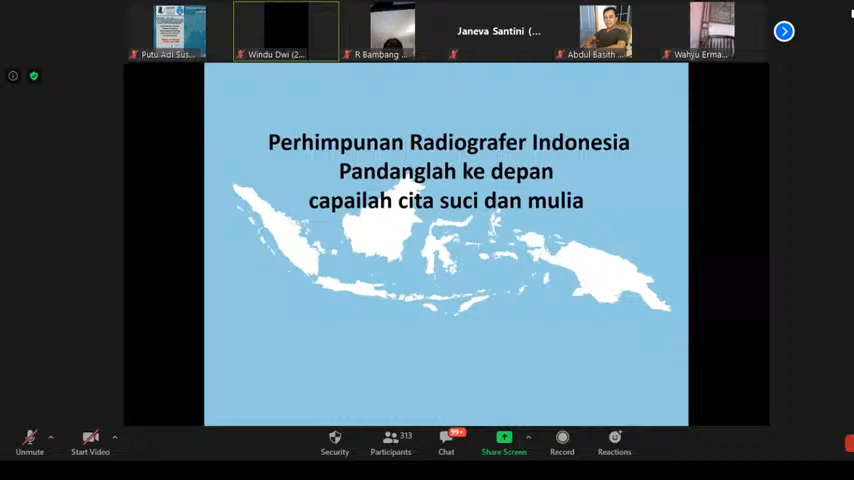 Putu Adi Sus...
Windu Dwi (2...
R Bambang ...
Janeva Santini (...
Abdul Basith ...
Wahyu Erma...
Perhimpunan Radiografer Indonesia
Pandanglah ke depan
capailah cita suci dan mulia
Unmute
Start Video
Security
313
Participants
99+
Chat
Share Screen
Record
Reactions